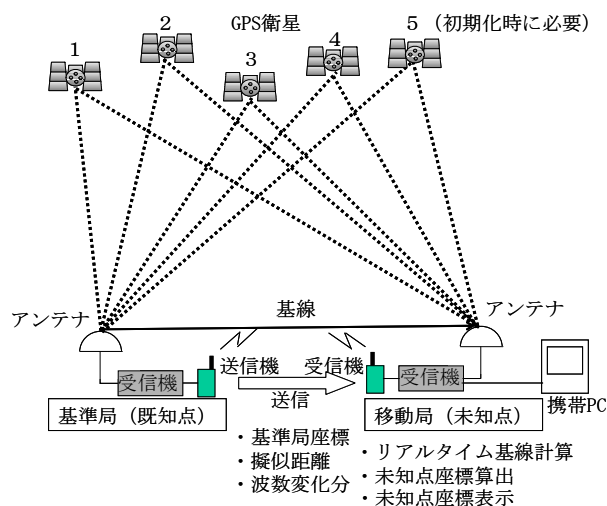 GPS衛星
1
2
3
4
5（初期化時に必要）
アンテナ
基線
アンテナ
送信機
受信機
受信機
受信機
送信
携帯PC
基準局（既知点）
移動局（未知点）
・基準局座標
・擬似距離
・波数変化分
・リアルタイム基線計算
・未知点座標算出
・未知点座標表示